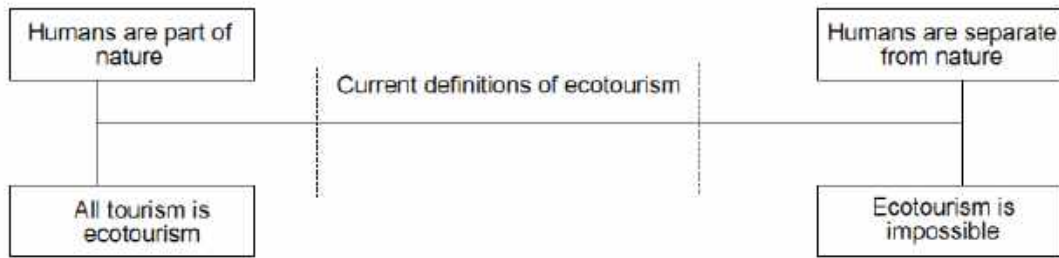 Humans are part of
nature
Humans are separate
from nature
Current definitions of ecotourism
All tourism is
ecotourism
Ecotourism is
impossible